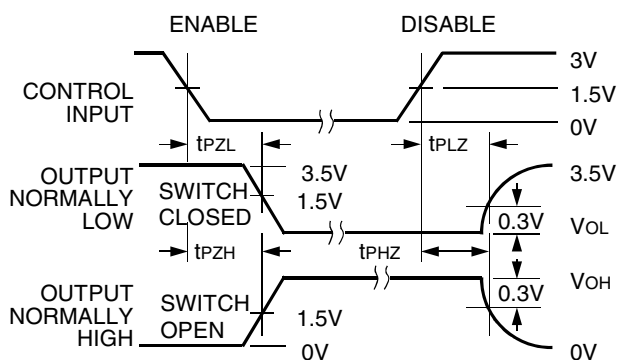 ENABLE DISABLE
3V
CONTROL INPUT
1.5V
0V
tPZL tPLZ
OUTPUT NORMALLY LOW
SWITCH CLOSED
3.5V
1.5V
3.5V
0.3V
VOL
tPZH tPHZ
OUTPUT NORMALLY HIGH
SWITCH OPEN
1.5V
0V
0.3V
VOH
0V